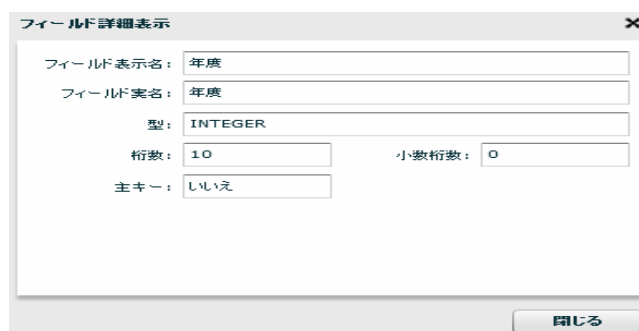 フィールド詳細表示
フィールド表示名: 年度
フィールド実名: 年度
型: INTEGER
桁数: 10 小数桁数: 0
主キー: いいえ
閉じる